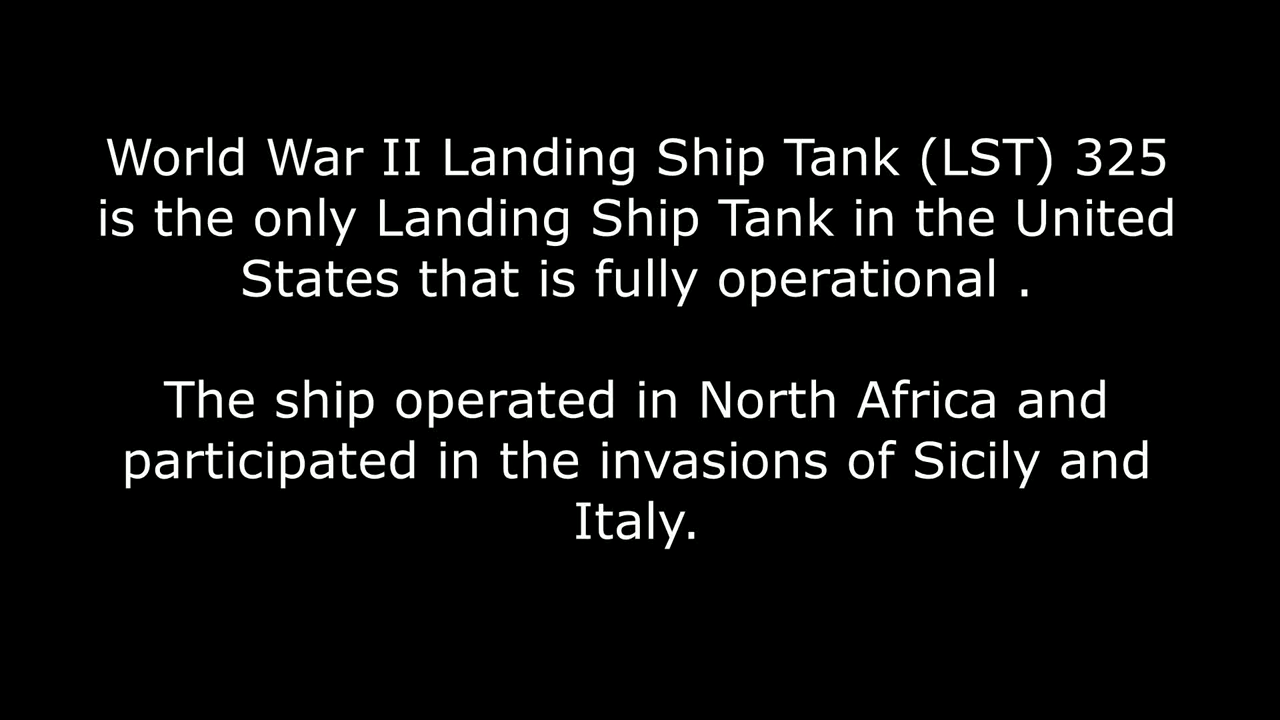 World War II Landing Ship Tank (LST) 325
is the only Landing Ship Tank in the United
States that is fully operational .
The ship operated in North Africa and
participated in the invasions of Sicily and
Italy.